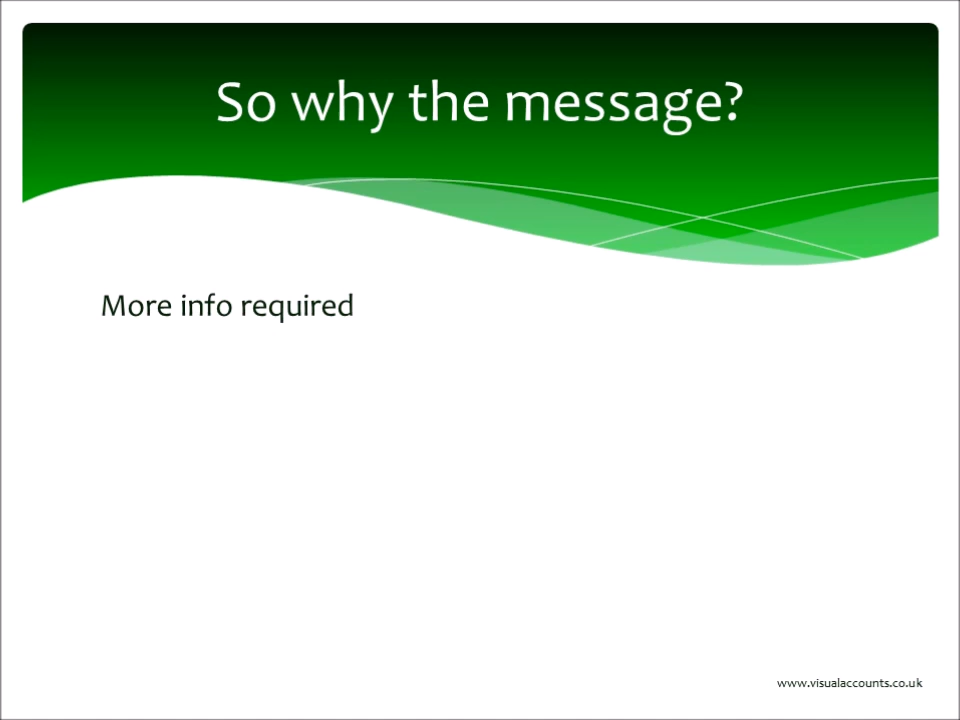 So why the message?
More info required
www.visualaccounts.co.uk